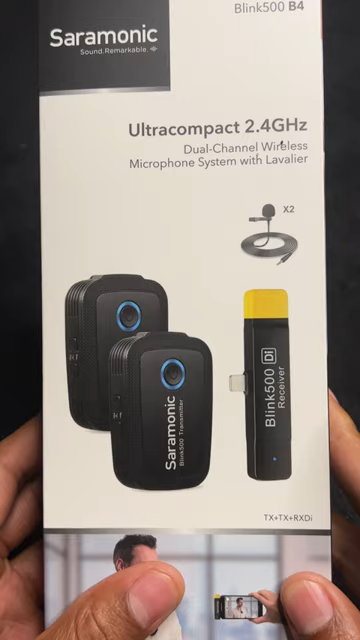 Saramonic
Sound.Remarkable
Blink500 B4
Ultracompact 2.4GHz
Dual-Channel Wireless
Microphone System with Lavalier
X2
Saramonic
Blink500 Transmitter
Blink500 Di
Receiver
TX+TX+RXDi